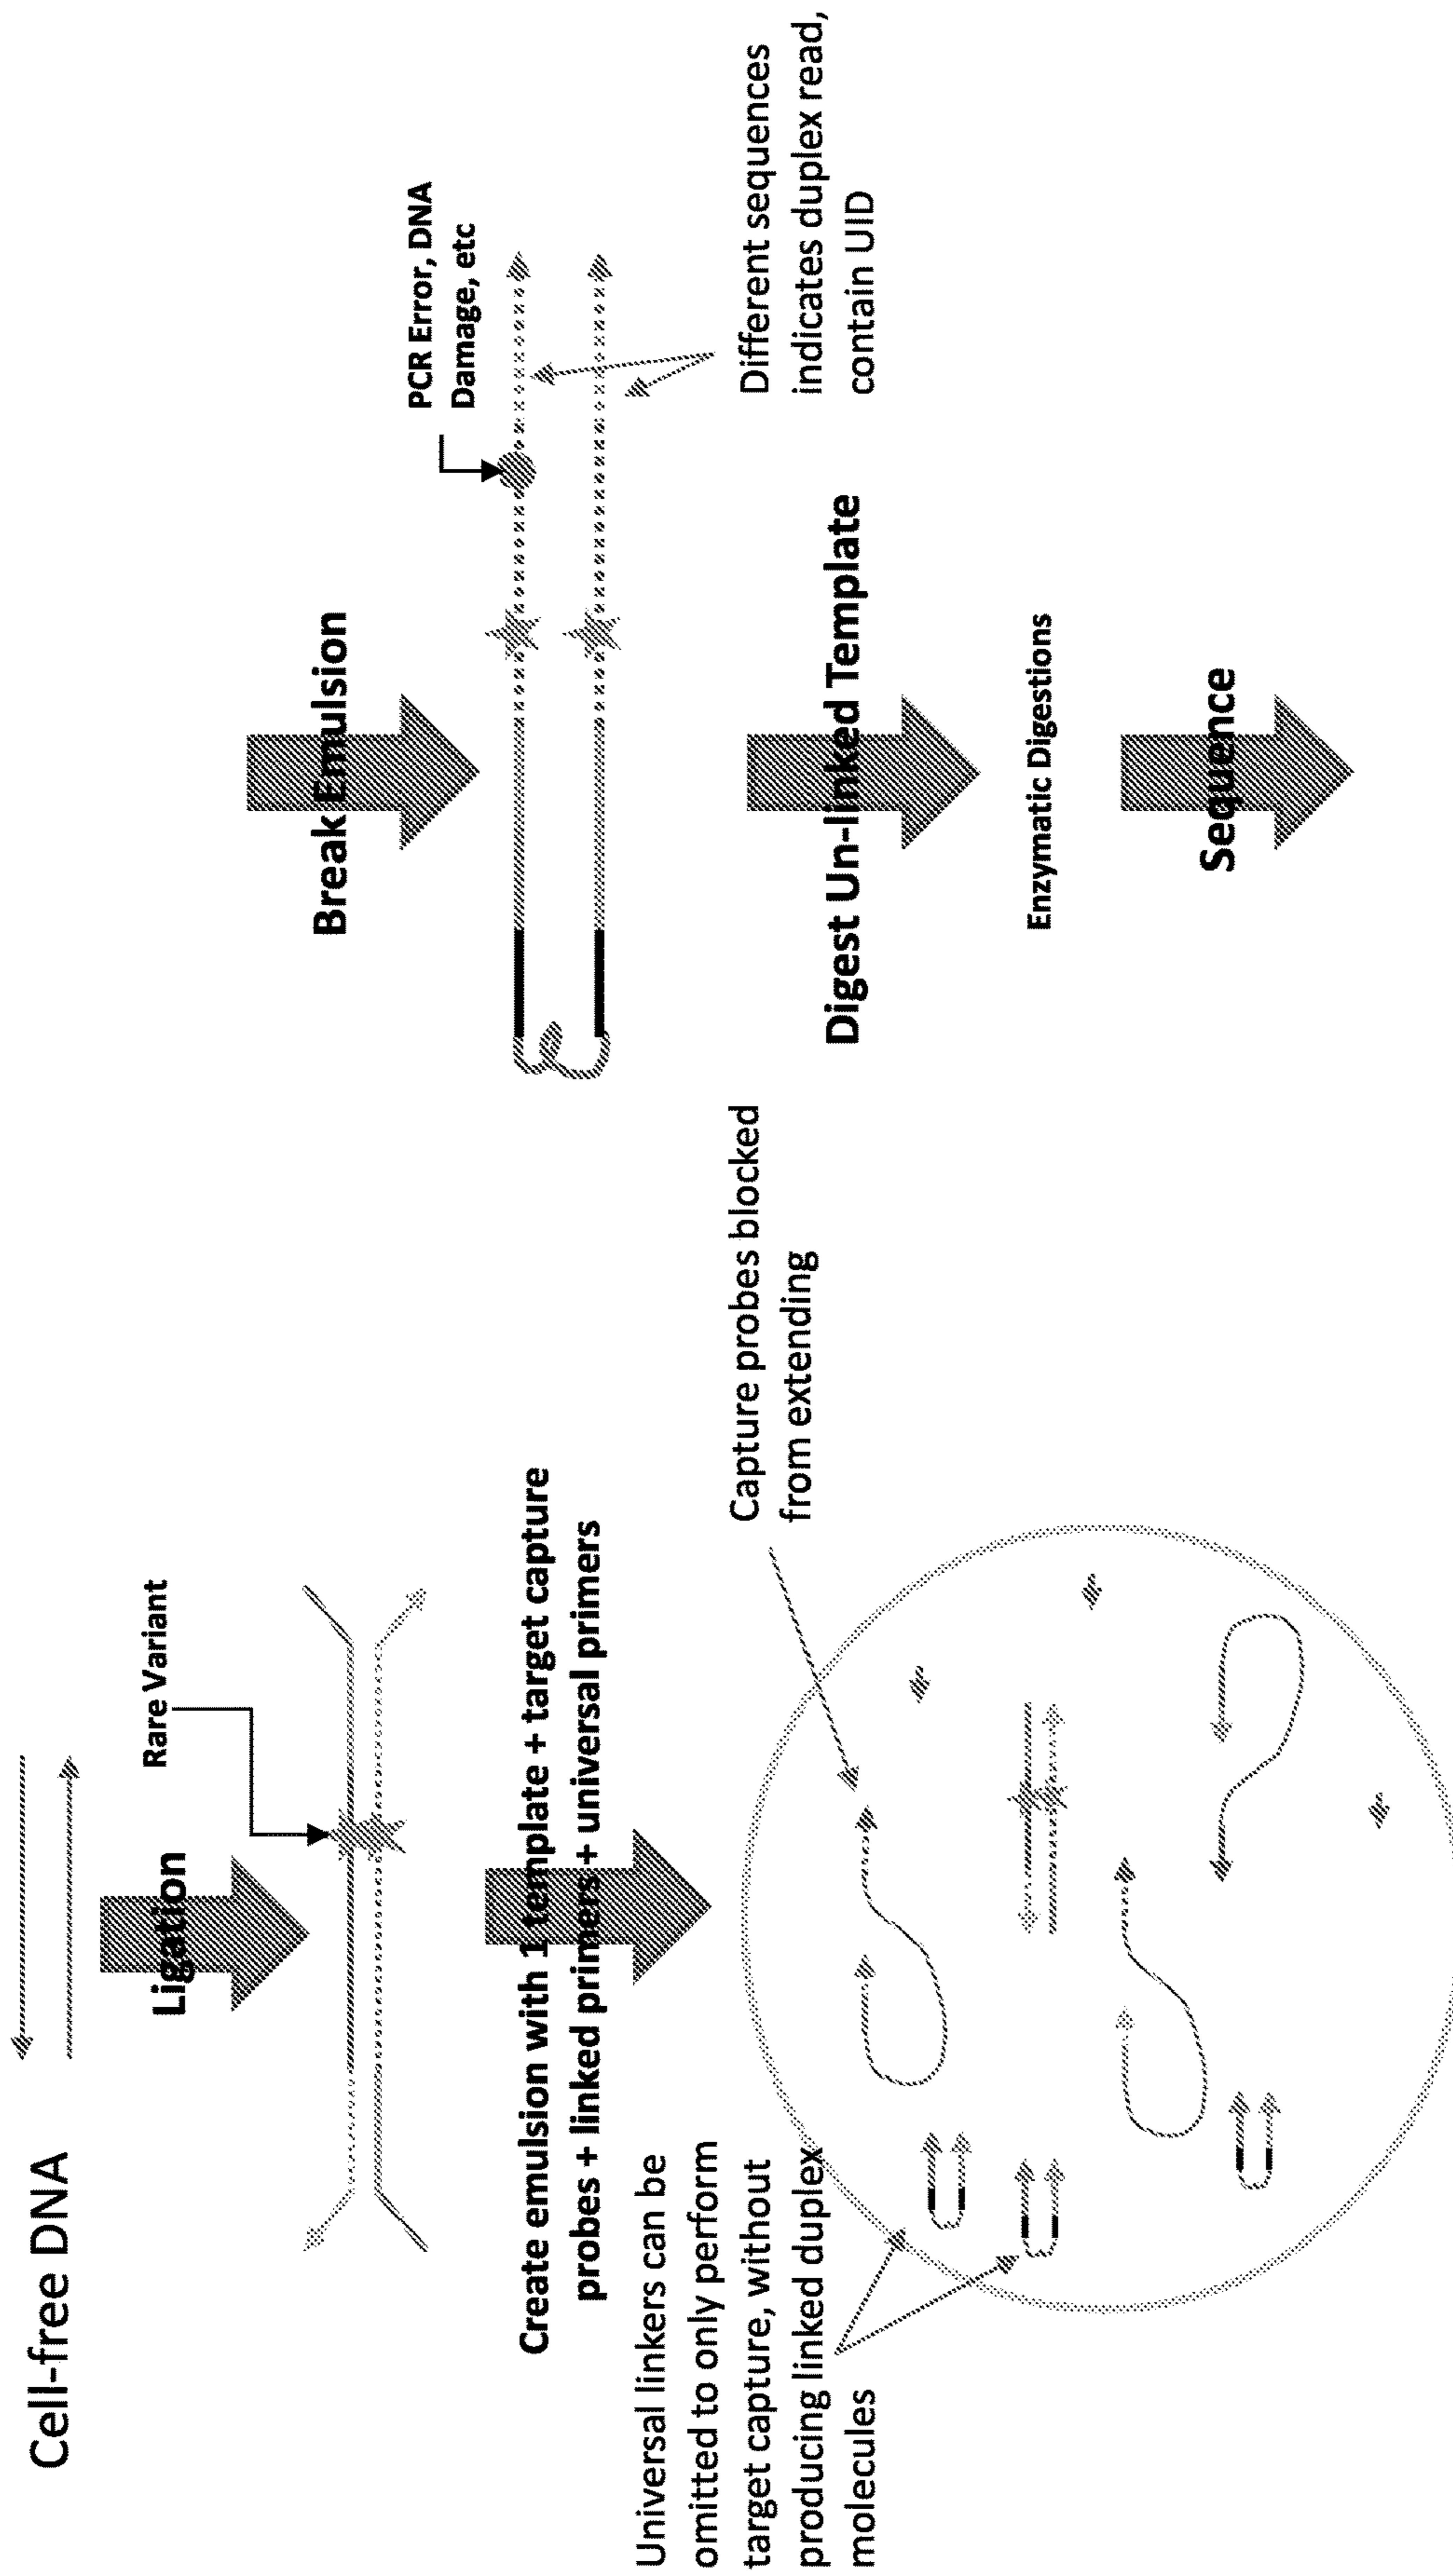 Cell-free DNA
Ligation
Rare Variant
Create emulsion with 1 template + target capture
probes + linked primers + universal primers
Universal linkers can be
omitted to only perform
target capture, without
producing linked duplex
molecules
Capture probes blocked
from extending
Break Emulsion
PCR Error, DNA
Damage, etc
Different sequences
indicates duplex read,
contain UID
Digest Un-linked Template
Enzymatic Digestions
Sequence